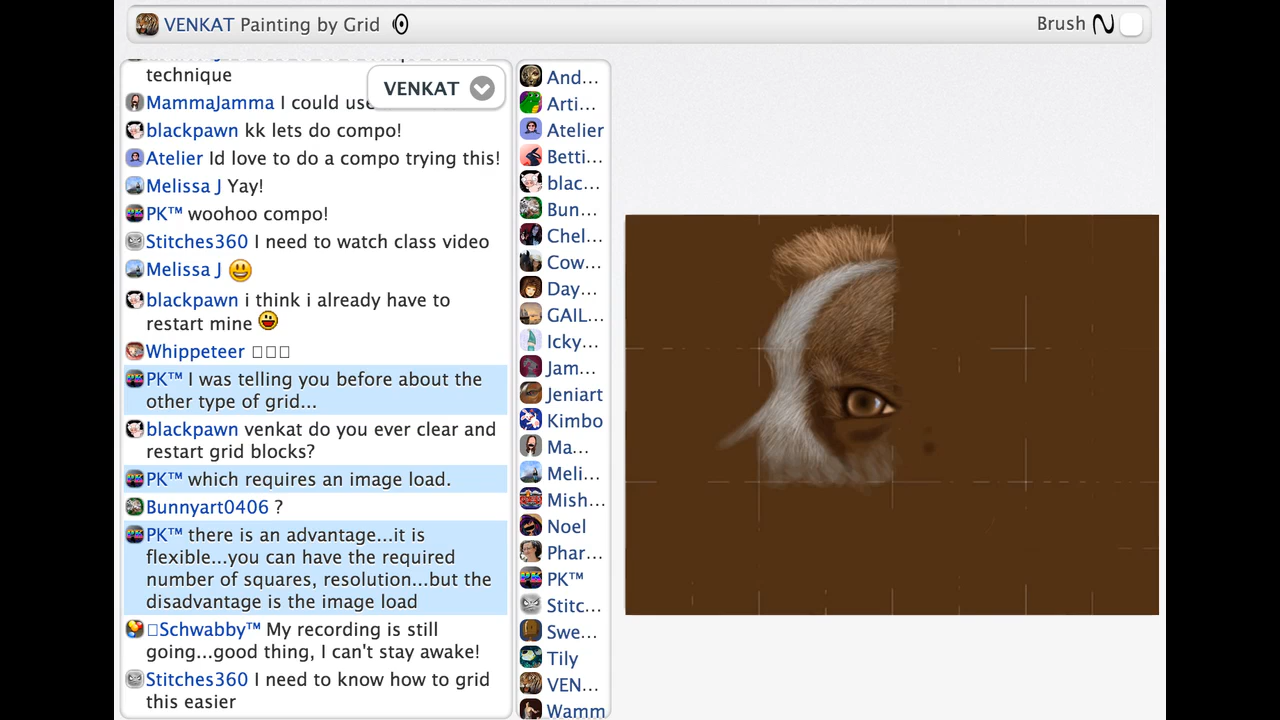 VENKAT Painting by Grid
Brush
technique
VENKAT
MammaJamma I could use
blackpawn kk lets do compo!
Atelier Id love to do a compo trying this!
Melissa J Yay!
PK™ woohoo compo!
Stitches360 I need to watch class video
Melissa J 😃
blackpawn i think i already have to
restart mine 😄
Whippeteer □□□
PK™ I was telling you before about the
other type of grid...
blackpawn venkat do you ever clear and
restart grid blocks?
PK™ which requires an image load.
Bunnyart0406 ?
PK™ there is an advantage...it is
flexible...you can have the required
number of squares, resolution...but the
disadvantage is the image load
□Schwabby™ My recording is still
going...good thing, I can't stay awake!
Stitches360 I need to know how to grid
this easier
And...
Arti...
Atelier
Betti...
blac...
Bun...
Chel...
Cow...
Day...
GAIL...
Icky...
Jam...
Jeniart
Kimbo
Ma...
Meli...
Mish...
Noel
Phar...
PK™
Stitc...
Swe...
Tily
VEN...
Wamm